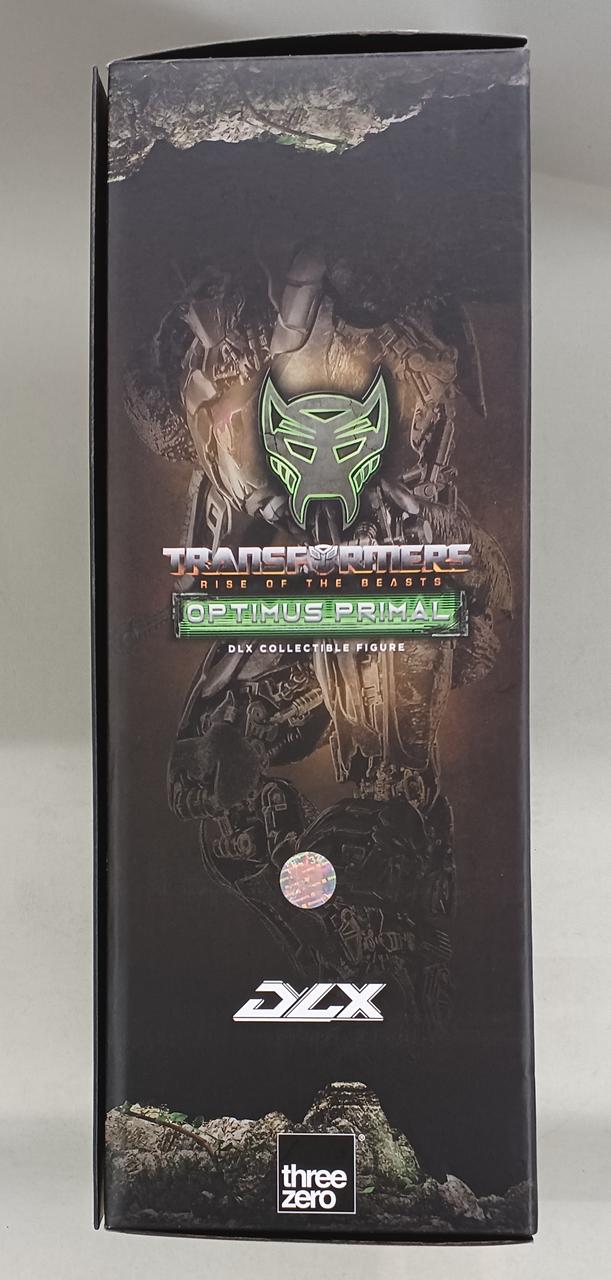 TRANSFORMERS
RISE OF THE BEASTS
OPTIMUS PRIMAL
DLX COLLECTIBLE FIGURE
DLX
three
zero
®